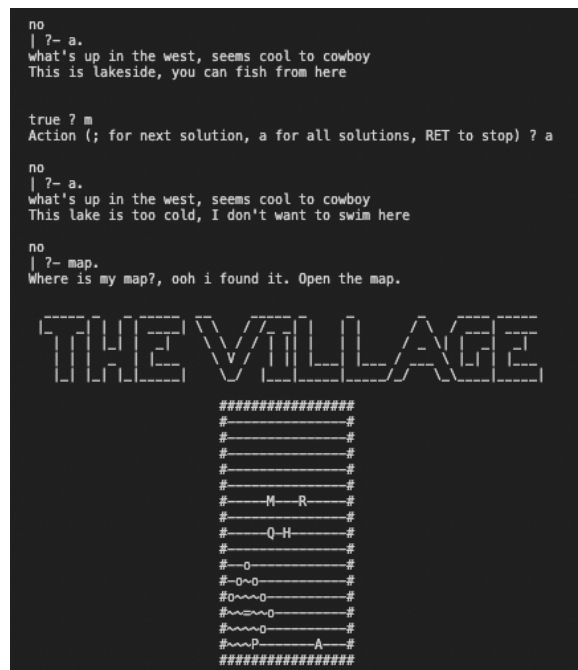 no
| ?- a.
what's up in the west, seems cool to cowboy
This is lakeside, you can fish from here
true ? m
Action (; for next solution, a for all solutions, RET to stop) ? a
no
| ?- a.
what's up in the west, seems cool to cowboy
This lake is too cold, I don't want to swim here
no
| ?- map.
Where is my map?, ooh i found it. Open the map.
THE VILLAGE
#################
#---------------#
#---------------#
#---------------#
#---------------#
#---------------#
#-----M---R-----#
#---------------#
#-----Q-H-------#
#---------------#
#--o------------#
#-o~o-----------#
#o~~~o----------#
#~~=~~o---------#
#~~~~o----------#
#~~~P-------A---#
#################